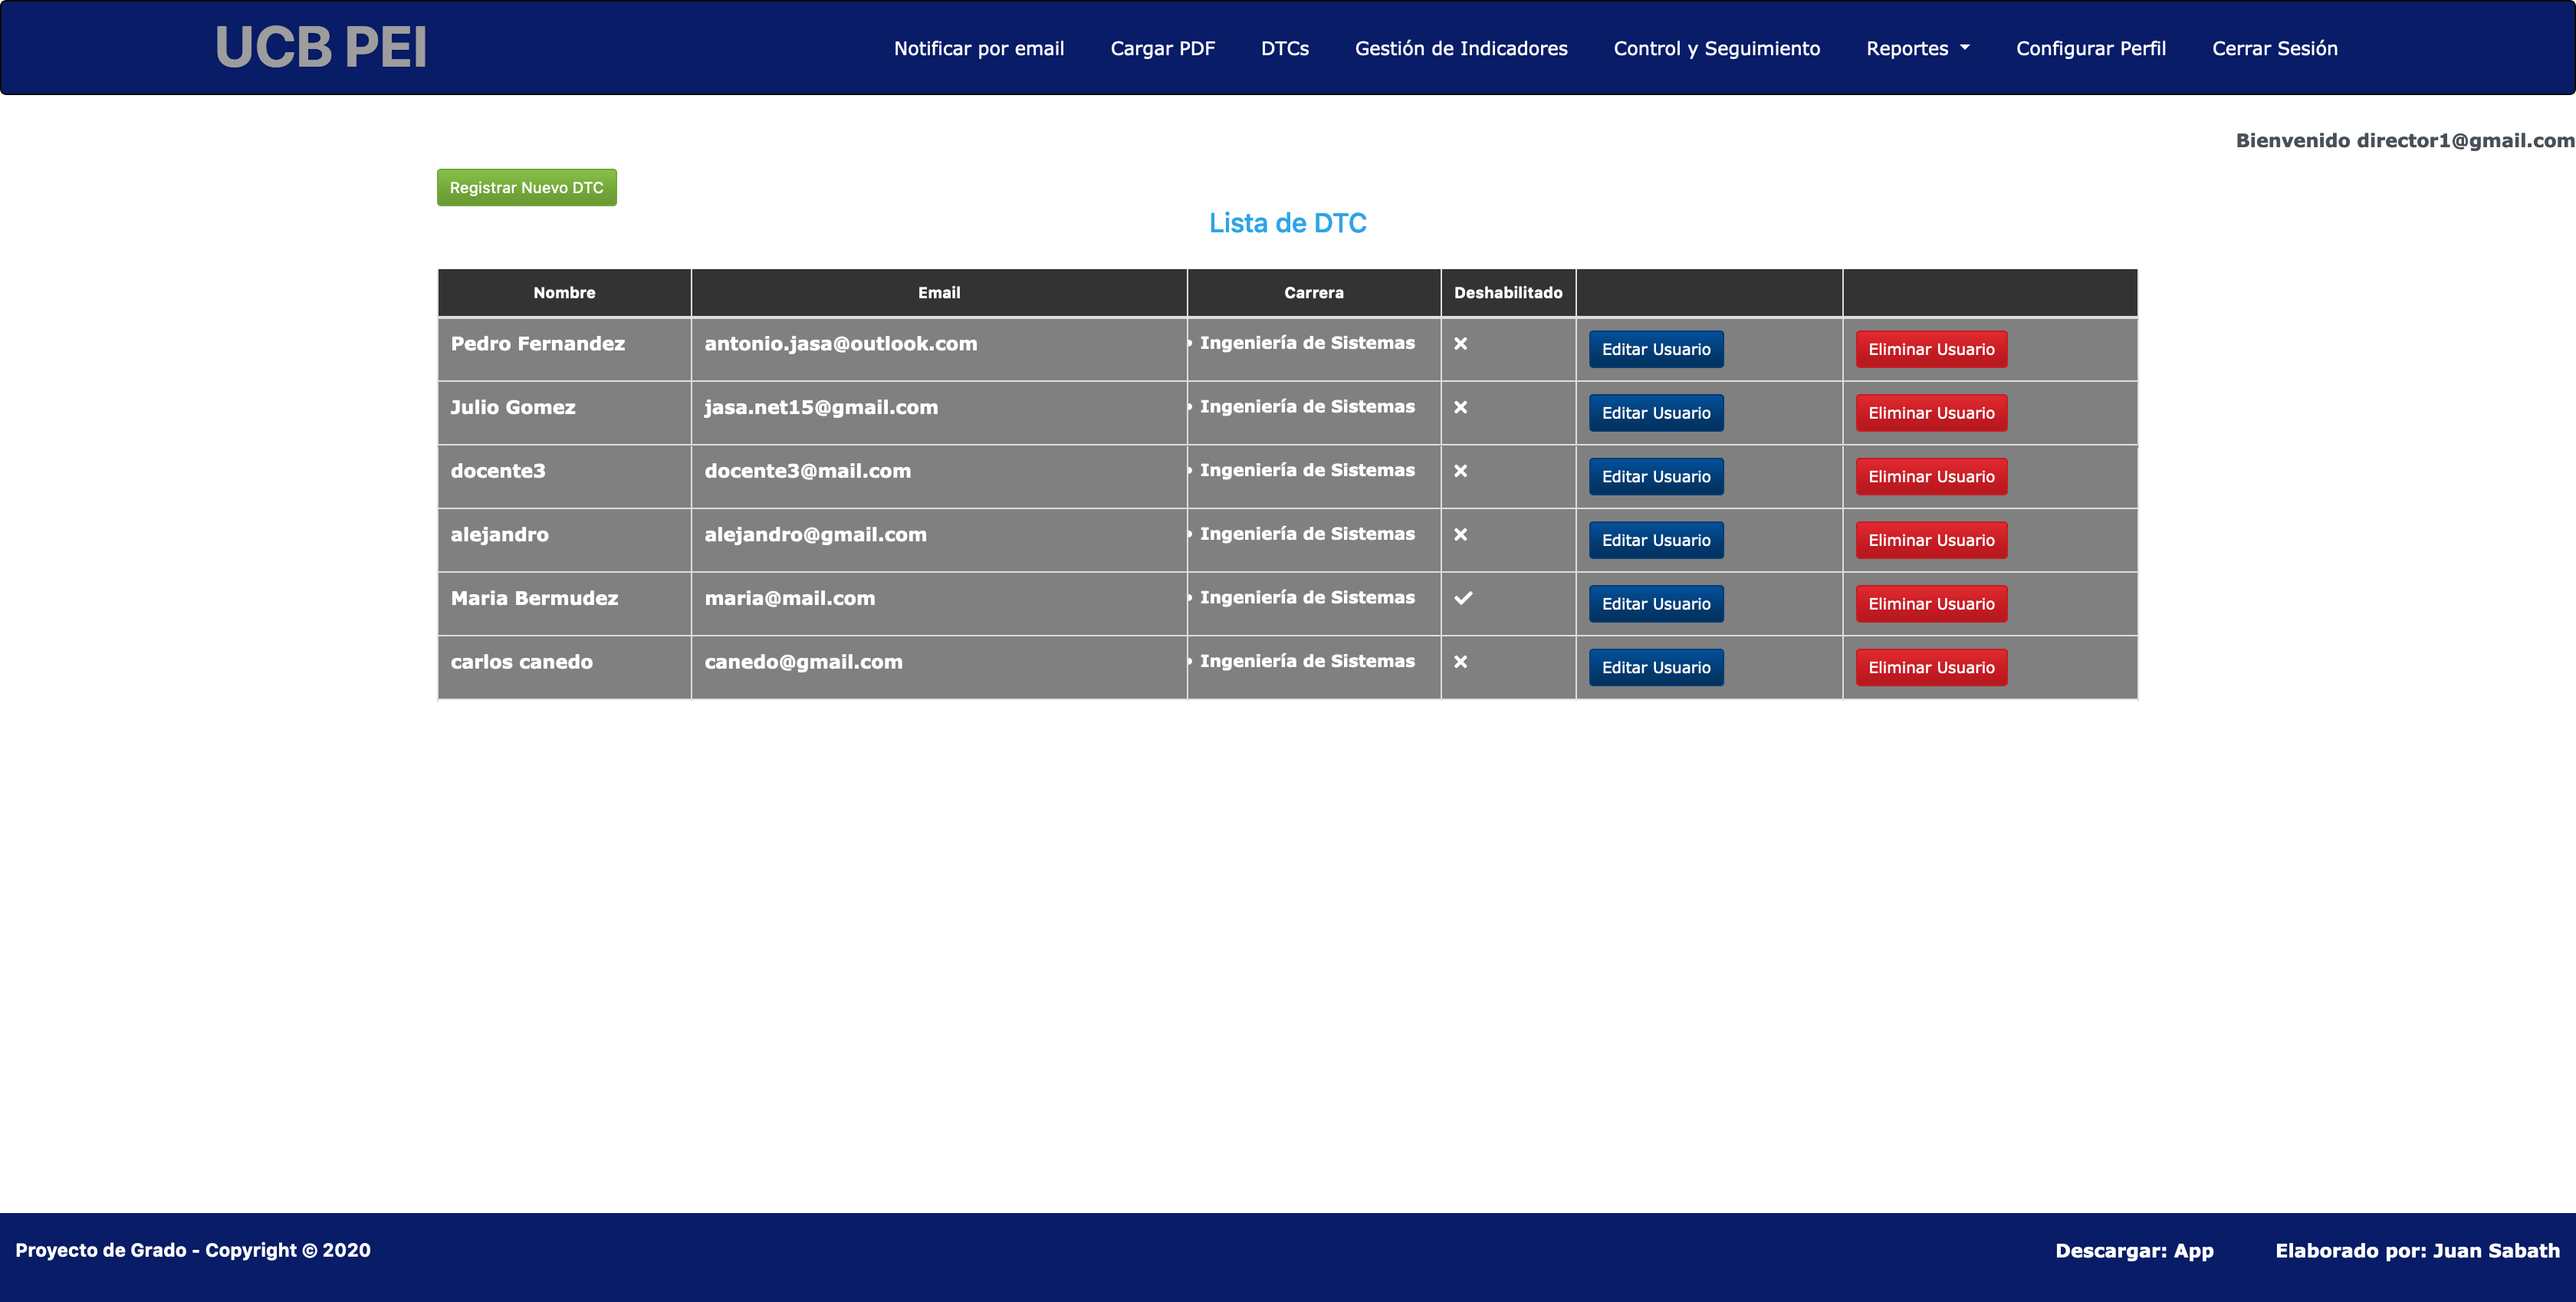 UCB PEI Notificar por email Cargar PDF DTCs Gestión de Indicadores Control y Seguimiento Reportes Configurar Perfil Cerrar Sesión
Bienvenido director1@gmail.com
Registrar Nuevo DTC
Lista de DTC
Nombre Email Carrera Deshabilitado
Pedro Fernandez antonio.jasa@outlook.com • Ingeniería de Sistemas ✕ Editar Usuario Eliminar Usuario
Julio Gomez jasa.net15@gmail.com • Ingeniería de Sistemas ✕ Editar Usuario Eliminar Usuario
docente3 docente3@mail.com • Ingeniería de Sistemas ✕ Editar Usuario Eliminar Usuario
alejandro alejandro@gmail.com • Ingeniería de Sistemas ✕ Editar Usuario Eliminar Usuario
Maria Bermudez maria@mail.com • Ingeniería de Sistemas ✓ Editar Usuario Eliminar Usuario
carlos canedo canedo@gmail.com • Ingeniería de Sistemas ✕ Editar Usuario Eliminar Usuario
Proyecto de Grado - Copyright © 2020 Descargar: App Elaborado por: Juan Sabath